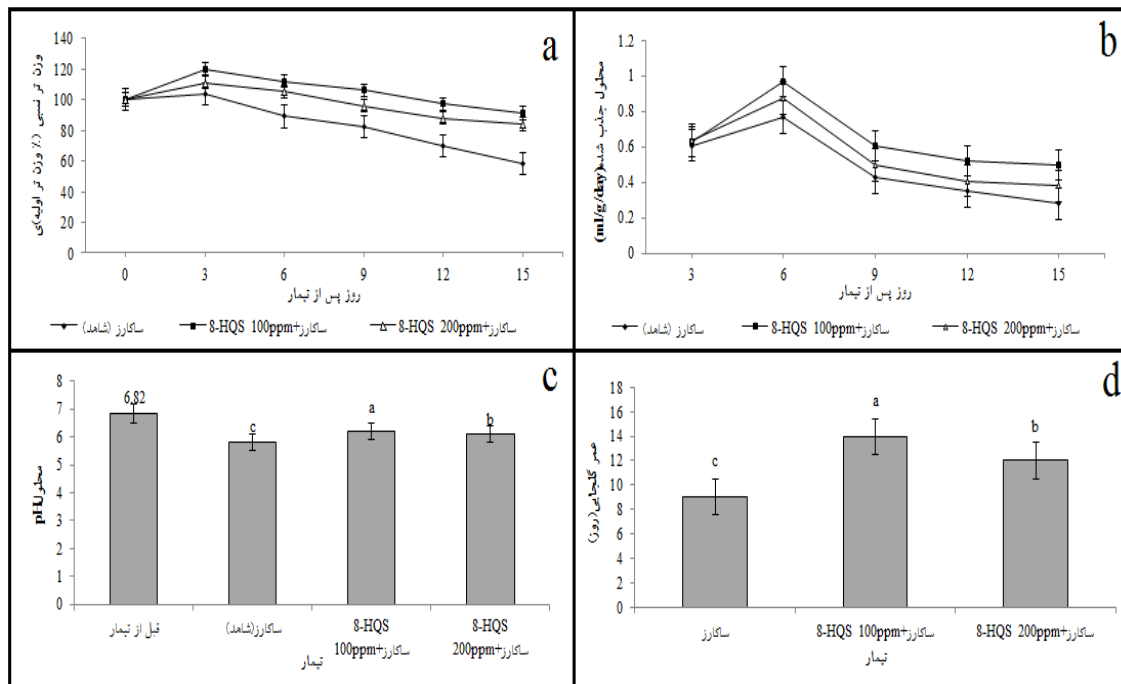 a
وزن تر نسبی (٪ وزن تر اولیه)ی
140
120
100
80
60
40
20
0
0 3 6 9 12 15
روز پس از تیمار
ساکارز (شاهد) 8-HQS 100ppm+ساکارز 8-HQS 200ppm+ساکارز
b
محلول جذب شده(ml/g/day)
1.2
1
0.8
0.6
0.4
0.2
0
3 6 9 12 15
روز پس از تیمار
ساکارز (شاهد) 8-HQS 100ppm+ساکارز 8-HQS 200ppm+ساکارز
c
pHمحلول
8
7
6
5
4
3
2
1
0
6.82 c a b
قبل از تیمار ساکارز(شاهد) 8-HQS 8-HQS
100ppm+ساکارز 200ppm+ساکارز
تیمار
d
عمر گلجایی(روز)
18
16
14
12
10
8
6
4
2
0
c a b
ساکارز 8-HQS 100ppm+ساکارز 8-HQS 200ppm+ساکارز
تیمار